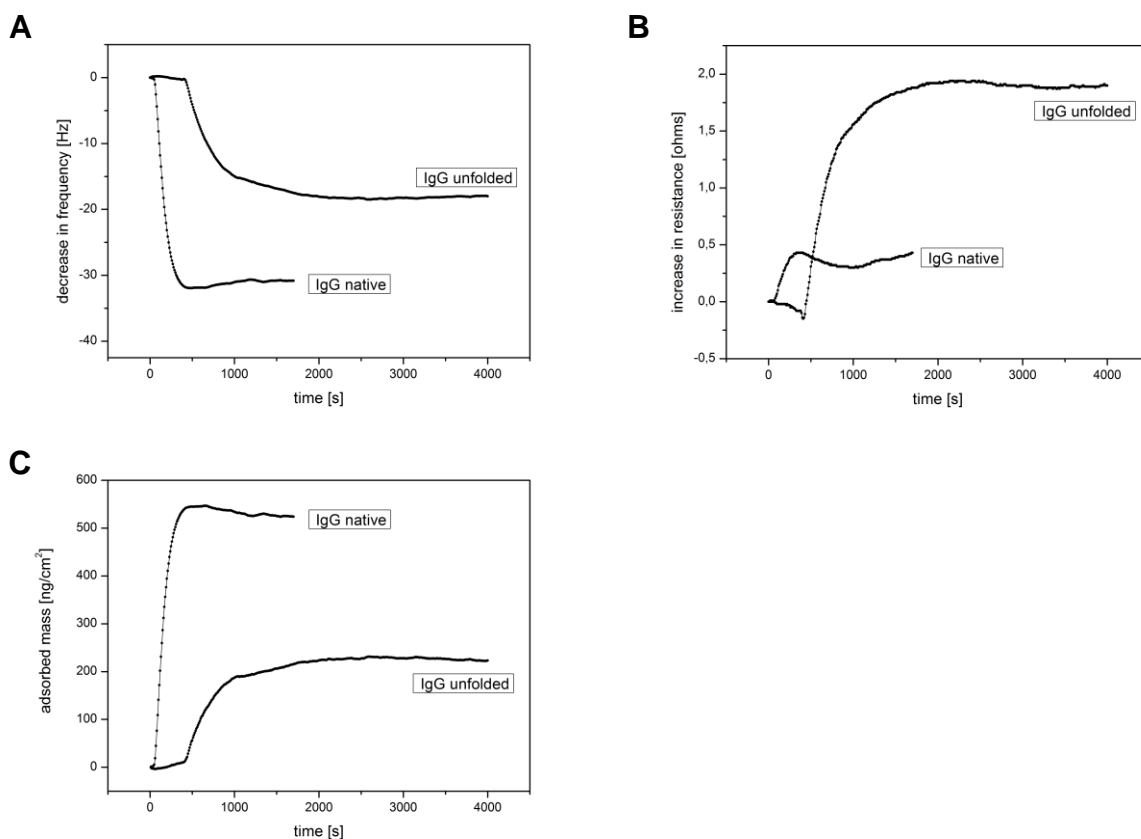 A
decrease in frequency [Hz]
0
-10
-20
-30
-40
IgG unfolded
IgG native
0 1000 2000 3000 4000
time [s]
B
increase in resistance [ohms]
2,0
1,5
1,0
0,5
0,0
-0,5
IgG unfolded
IgG native
0 1000 2000 3000 4000
time [s]
C
adsorbed mass [ng/cm²]
600
500
400
300
200
100
0
IgG native
IgG unfolded
0 1000 2000 3000 4000
time [s]